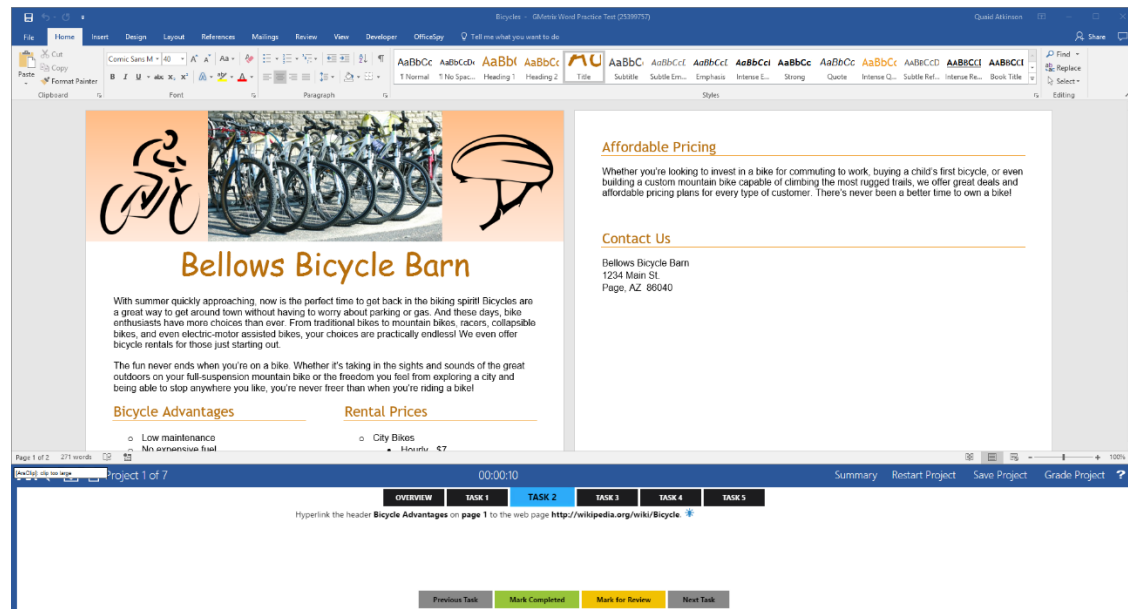 Bicycles - GMetrix Word Practice Test (25399757)
Quaid Atkinson
File Home Insert Design Layout References Mailings Review View Developer OfficeSpy Tell me what you want to do
Share
Paste
Cut
Copy
Format Painter
Clipboard
Comic Sans M 40
Font
Paragraph
AaBbCc AaBbCcDc AaBb( AaBbCc AaBbCc AaBbCcL AaBbCcL AaBbCcI AaBbCcI AaBbCc AaBbCc AABBCCD AABBCCI AABBCCI
¶ Normal ¶ No Spac... Heading 1 Heading 2 Title Subtitle Subtle Em... Emphasis Intense E... Strong Quote Intense Q... Subtle Ref... Intense Re... Book Title
Styles
Find
Replace
Select
Editing
Bellows Bicycle Barn
With summer quickly approaching, now is the perfect time to get back in the biking spirit! Bicycles are
a great way to get around town without having to worry about parking or gas. And these days, bike
enthusiasts have more choices than ever. From traditional bikes to mountain bikes, racers, collapsible
bikes, and even electric-motor assisted bikes, your choices are practically endless! We even offer
bicycle rentals for those just starting out.
The fun never ends when you're on a bike. Whether it's taking in the sights and sounds of the great
outdoors on your full-suspension mountain bike or the freedom you feel from exploring a city and
being able to stop anywhere you like, you're never freer than when you're riding a bike!
Bicycle Advantages
o Low maintenance
o No expensive fuel
Rental Prices
o City Bikes
• Hourly $7
Affordable Pricing
Whether you're looking to invest in a bike for commuting to work, buying a child's first bicycle, or even
building a custom mountain bike capable of climbing the most rugged trails, we offer great deals and
affordable pricing plans for every type of customer. There's never been a better time to own a bike!
Contact Us
Bellows Bicycle Barn
1234 Main St.
Page, AZ 86040
Page 1 of 2 271 words
100%
clip too large
Project 1 of 7
00:00:10
Summary Restart Project Save Project Grade Project ?
OVERVIEW TASK 1 TASK 2 TASK 3 TASK 4 TASK 5
Hyperlink the header Bicycle Advantages on page 1 to the web page http://wikipedia.org/wiki/Bicycle.
Previous Task Mark Completed Mark for Review Next Task